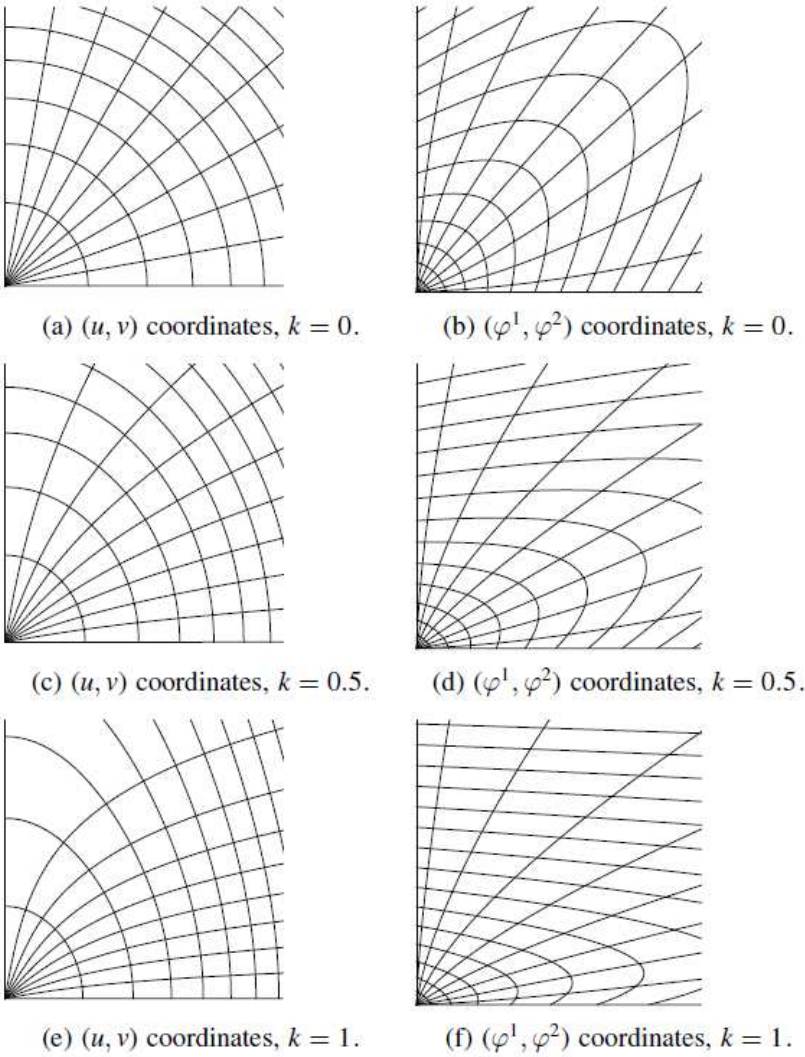 (a) (u, v) coordinates, k = 0.
(b) (φ¹, φ²) coordinates, k = 0.
(c) (u, v) coordinates, k = 0.5.
(d) (φ¹, φ²) coordinates, k = 0.5.
(e) (u, v) coordinates, k = 1.
(f) (φ¹, φ²) coordinates, k = 1.